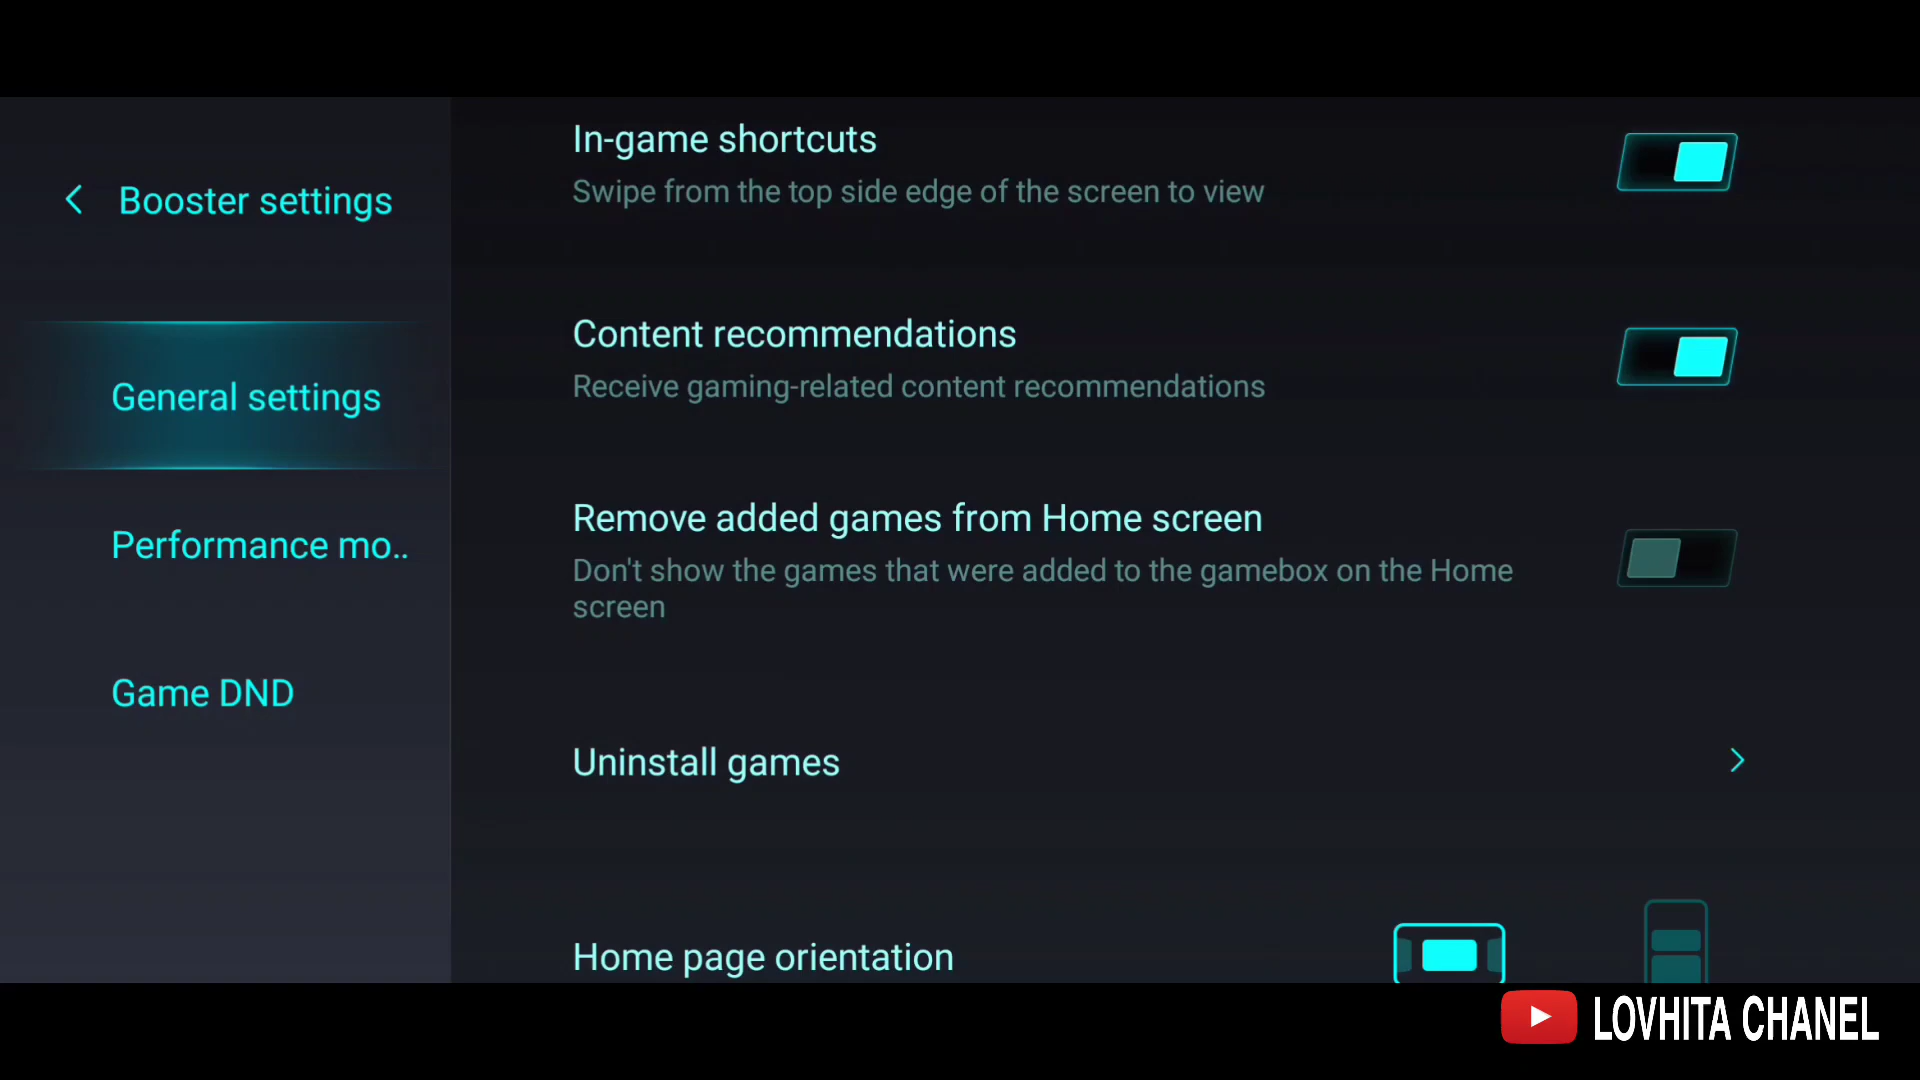 Booster settings
General settings
Performance mo..
Game DND
In-game shortcuts
Swipe from the top side edge of the screen to view
Content recommendations
Receive gaming-related content recommendations
Remove added games from Home screen
Don't show the games that were added to the gamebox on the Home
screen
Uninstall games
Home page orientation
LOVHITA CHANEL